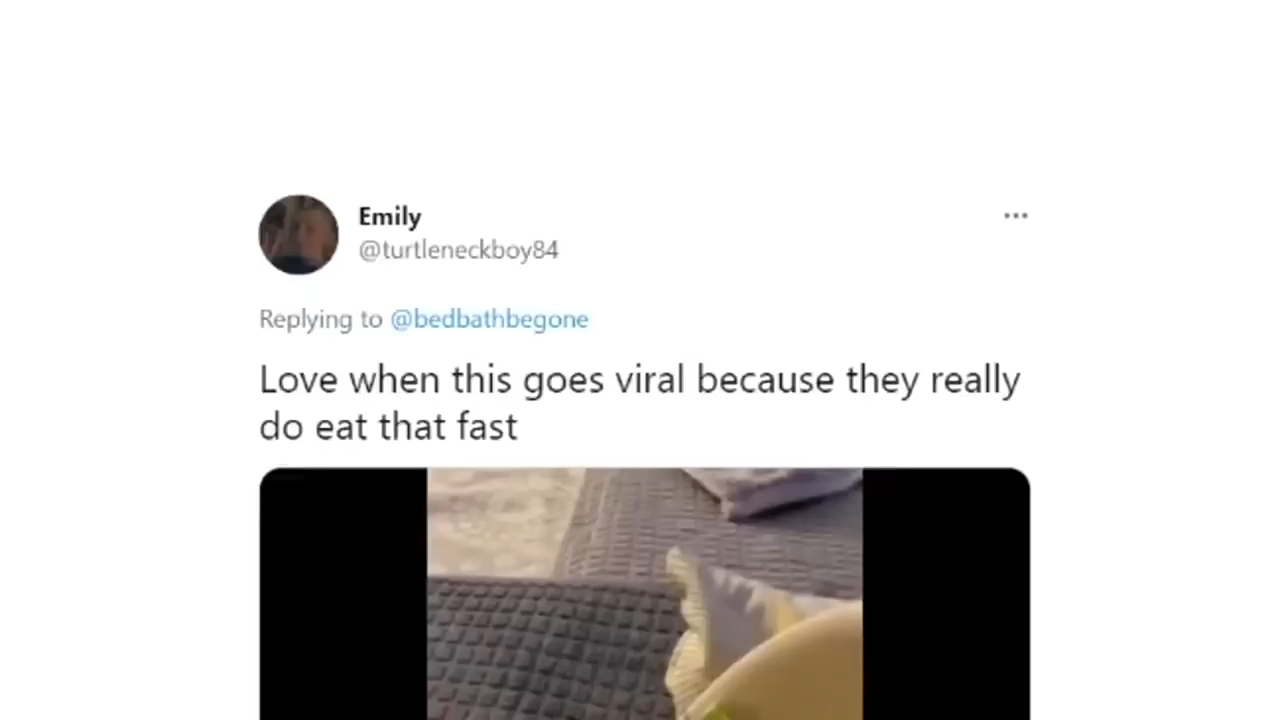 Emily
@turtleneckboy84
Replying to @bedbathbegone
Love when this goes viral because they really
do eat that fast